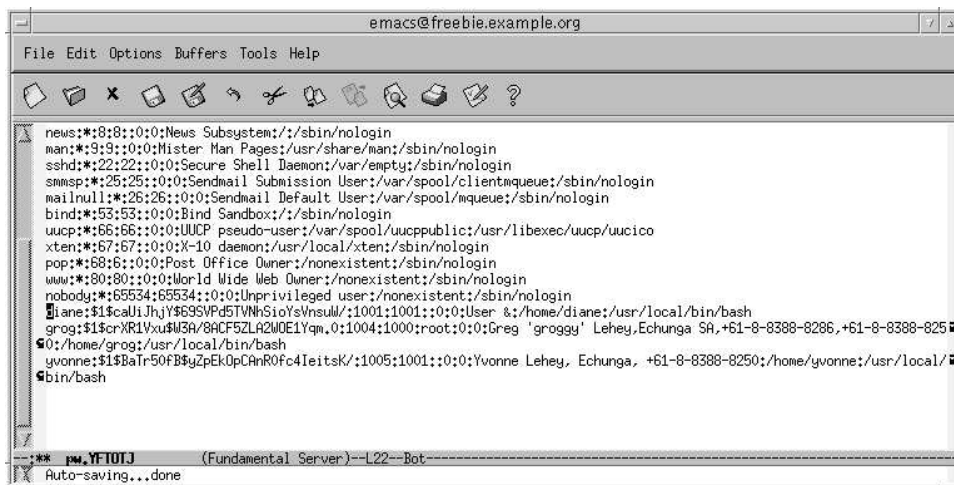 emacs@freebie.example.org
File Edit Options Buffers Tools Help
news:*:8:8::0:0:News Subsystem:/:/sbin/nologin
man:*:9:9::0:0:Mister Man Pages:/usr/share/man:/sbin/nologin
sshd:*:22:22::0:0:Secure Shell Daemon:/var/empty:/sbin/nologin
smmsp:*:25:25::0:0:Sendmail Submission User:/var/spool/clientmqueue:/sbin/nologin
mailnull:*:26:26::0:0:Sendmail Default User:/var/spool/mqueue:/sbin/nologin
bind:*:53:53::0:0:Bind Sandbox:/:/sbin/nologin
uucp:*:66:66::0:0:UUCP pseudo-user:/var/spool/uucppublic:/usr/libexec/uucp/uucico
xten:*:67:67::0:0:X-10 daemon:/usr/local/xten:/sbin/nologin
pop:*:68:6::0:0:Post Office Owner:/nonexistent:/sbin/nologin
www:*:80:80::0:0:World Wide Web Owner:/nonexistent:/sbin/nologin
nobody:*:65534:65534::0:0:Unprivileged user:/nonexistent:/sbin/nologin
diane:$1$caUiJhjY$69SVPd5TVNhSioYsVnsuW/:1001:1001::0:0:User &:/home/diane:/usr/local/bin/bash
grog:$1$crXR1Vxu$W3A/8ACF5ZLA2WOE1Yqm.0:1004:1000:root:0:0:Greg 'groggy' Lehey,Echunga SA,+61-8-8388-8286,+61-8-8388-825
0:/home/grog:/usr/local/bin/bash
yvonne:$1$BaTr50fB$yZpEkOpCAnR0fc4IeitsK/:1005:1001::0:0:Yvonne Lehey, Echunga, +61-8-8388-8250:/home/yvonne:/usr/local/
bin/bash
--:** pw.YFTOTJ (Fundamental Server)--L22--Bot--
Auto-saving...done